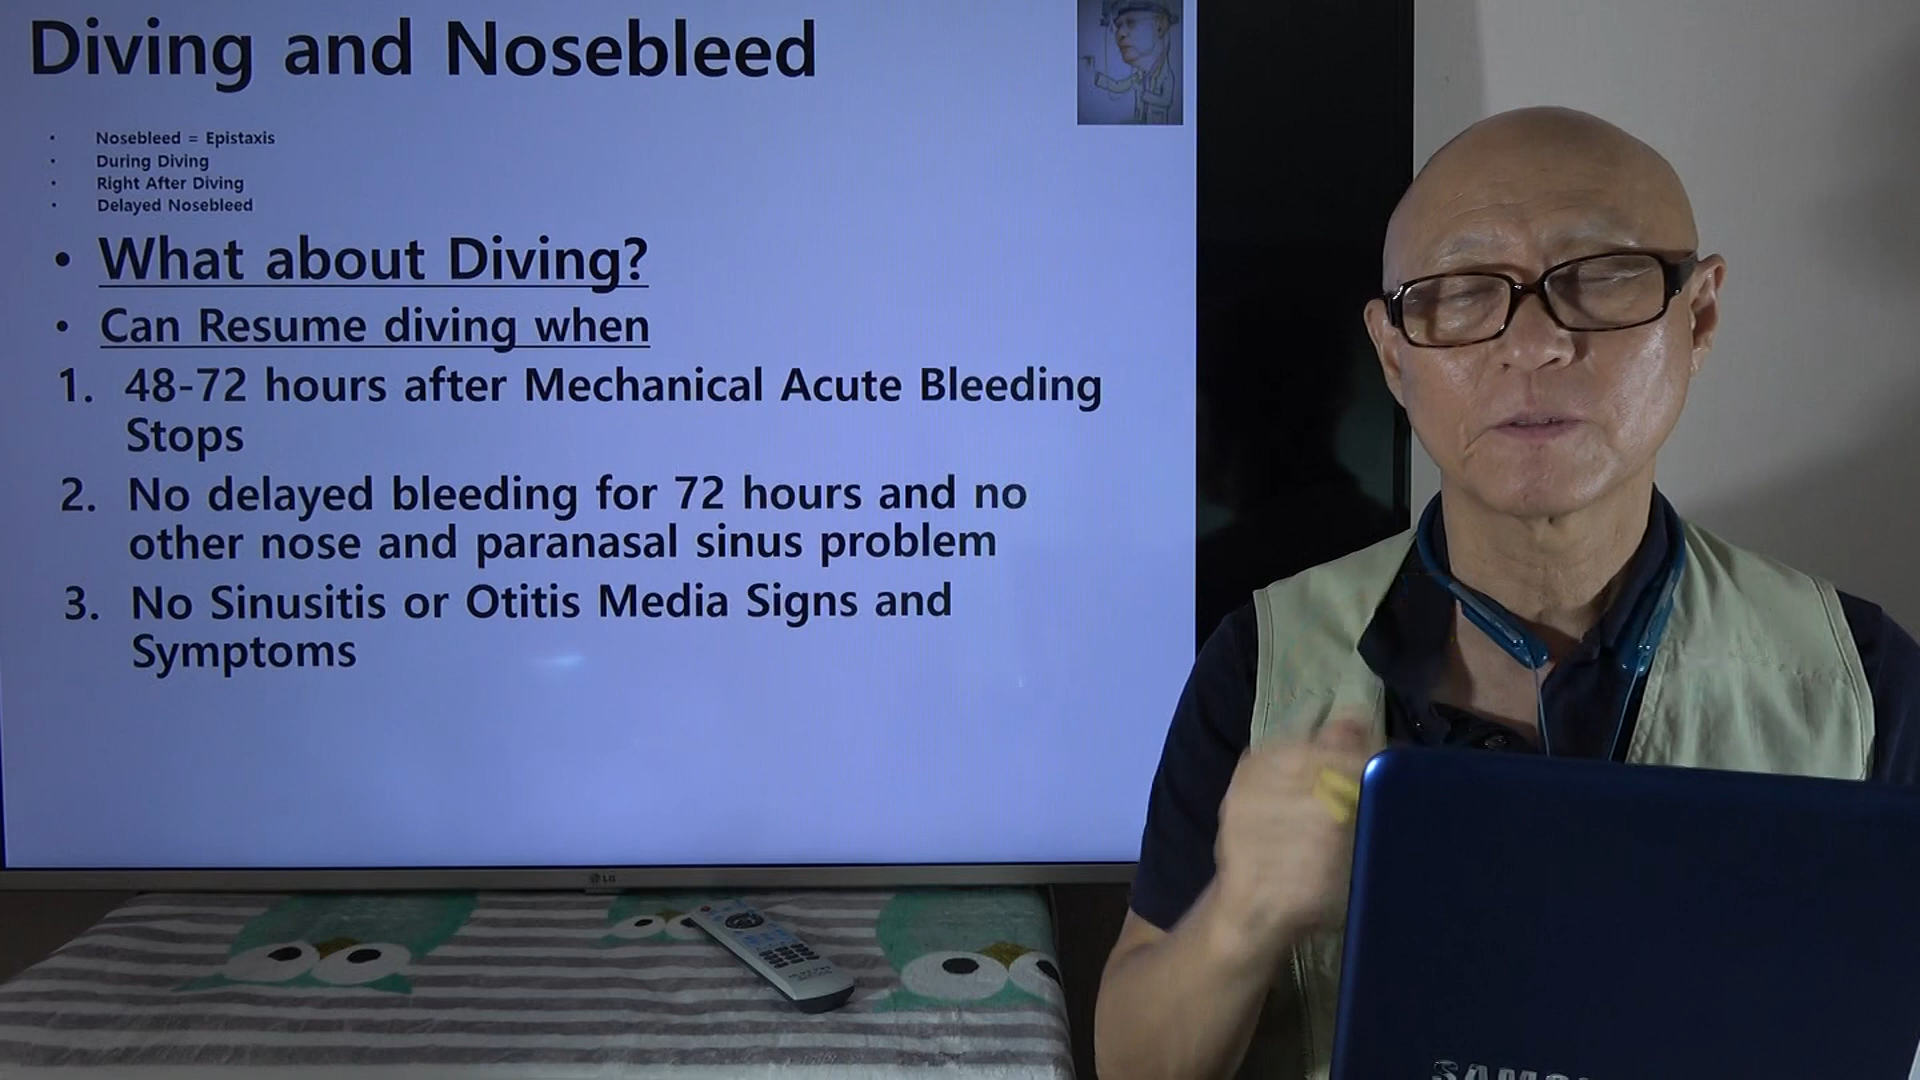 Diving and Nosebleed
• Nosebleed = Epistaxis
• During Diving
• Right After Diving
• Delayed Nosebleed
• What about Diving?
• Can Resume diving when
1. 48-72 hours after Mechanical Acute Bleeding
Stops
2. No delayed bleeding for 72 hours and no
other nose and paranasal sinus problem
3. No Sinusitis or Otitis Media Signs and
Symptoms
LG